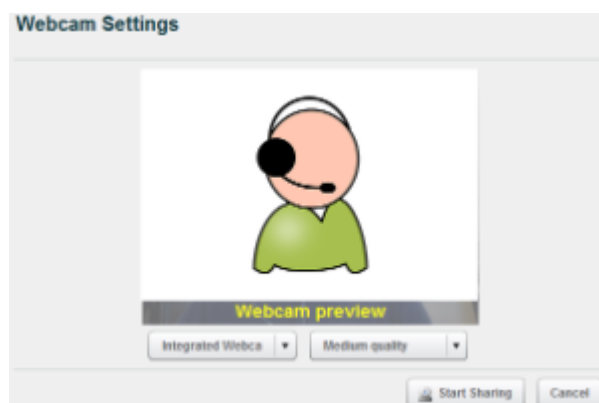 Webcam Settings
Webcam preview
Integrated Webca
Medium quality
Start Sharing
Cancel